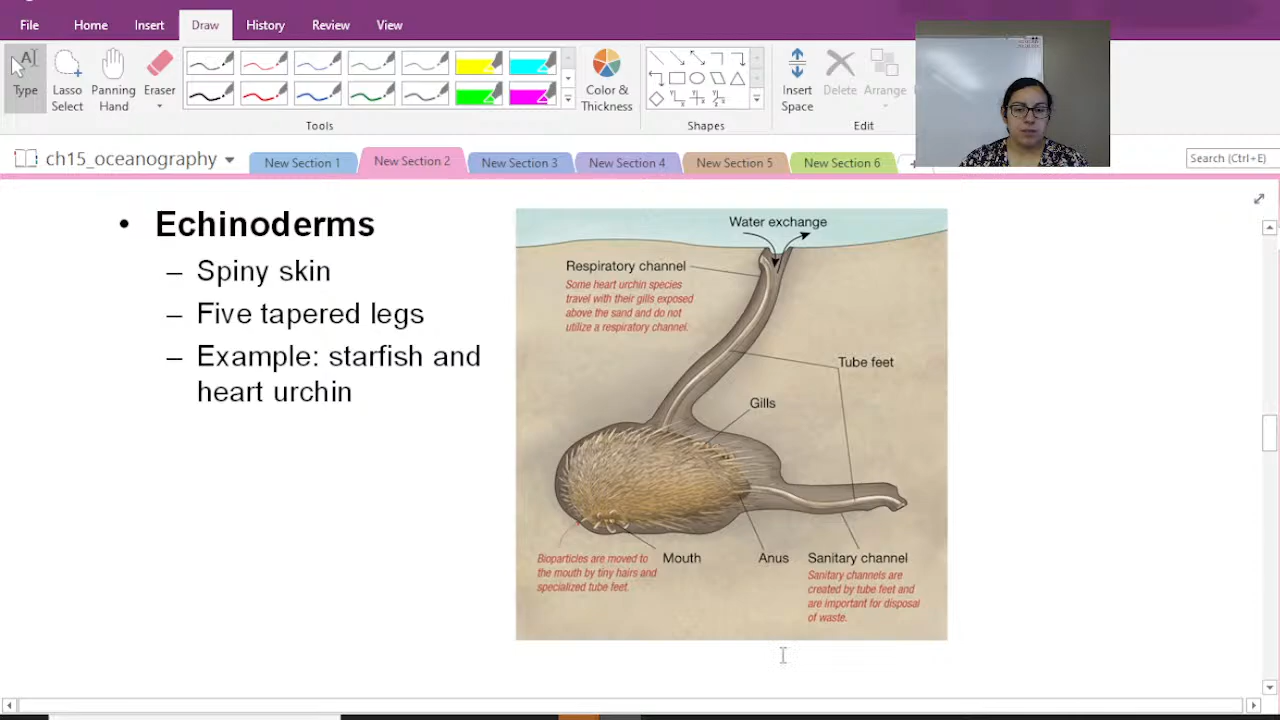 File Home Insert Draw History Review View
Type
Lasso Select
Panning Hand
Eraser
Color & Thickness
Insert Space
Delete
Arrange
Tools
Shapes
Edit
ch15_oceanography
New Section 1 New Section 2 New Section 3 New Section 4 New Section 5 New Section 6
Search (Ctrl+E)
• Echinoderms
– Spiny skin
– Five tapered legs
– Example: starfish and
heart urchin
Water exchange
Respiratory channel
Some heart urchin species
travel with their gills exposed
above the sand and do not
utilize a respiratory channel.
Tube feet
Gills
Bioparticles are moved to
the mouth by tiny hairs and
specialized tube feet.
Mouth
Anus
Sanitary channel
Sanitary channels are
created by tube feet and
are important for disposal
of waste.